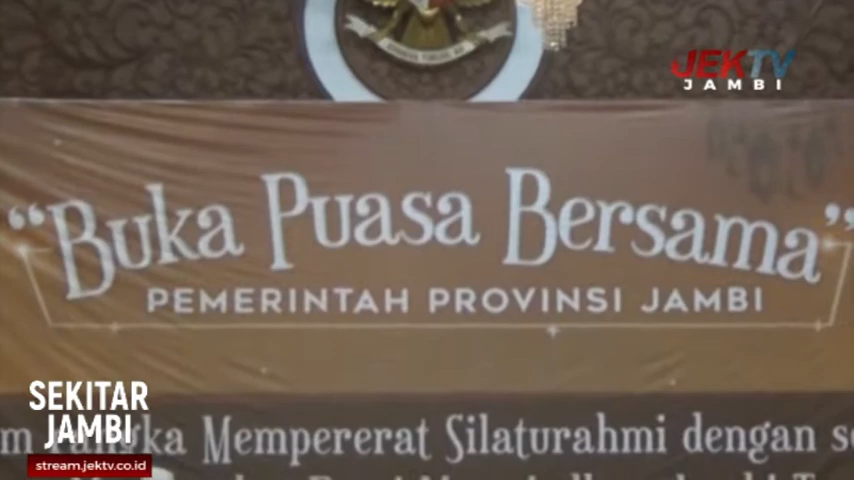 JEKTV
JAMBI
"Buka Puasa Bersama"
PEMERINTAH PROVINSI JAMBI
Mempererat Silaturahmi dengan
SEKITAR
JAMBI
stream.jektv.co.id